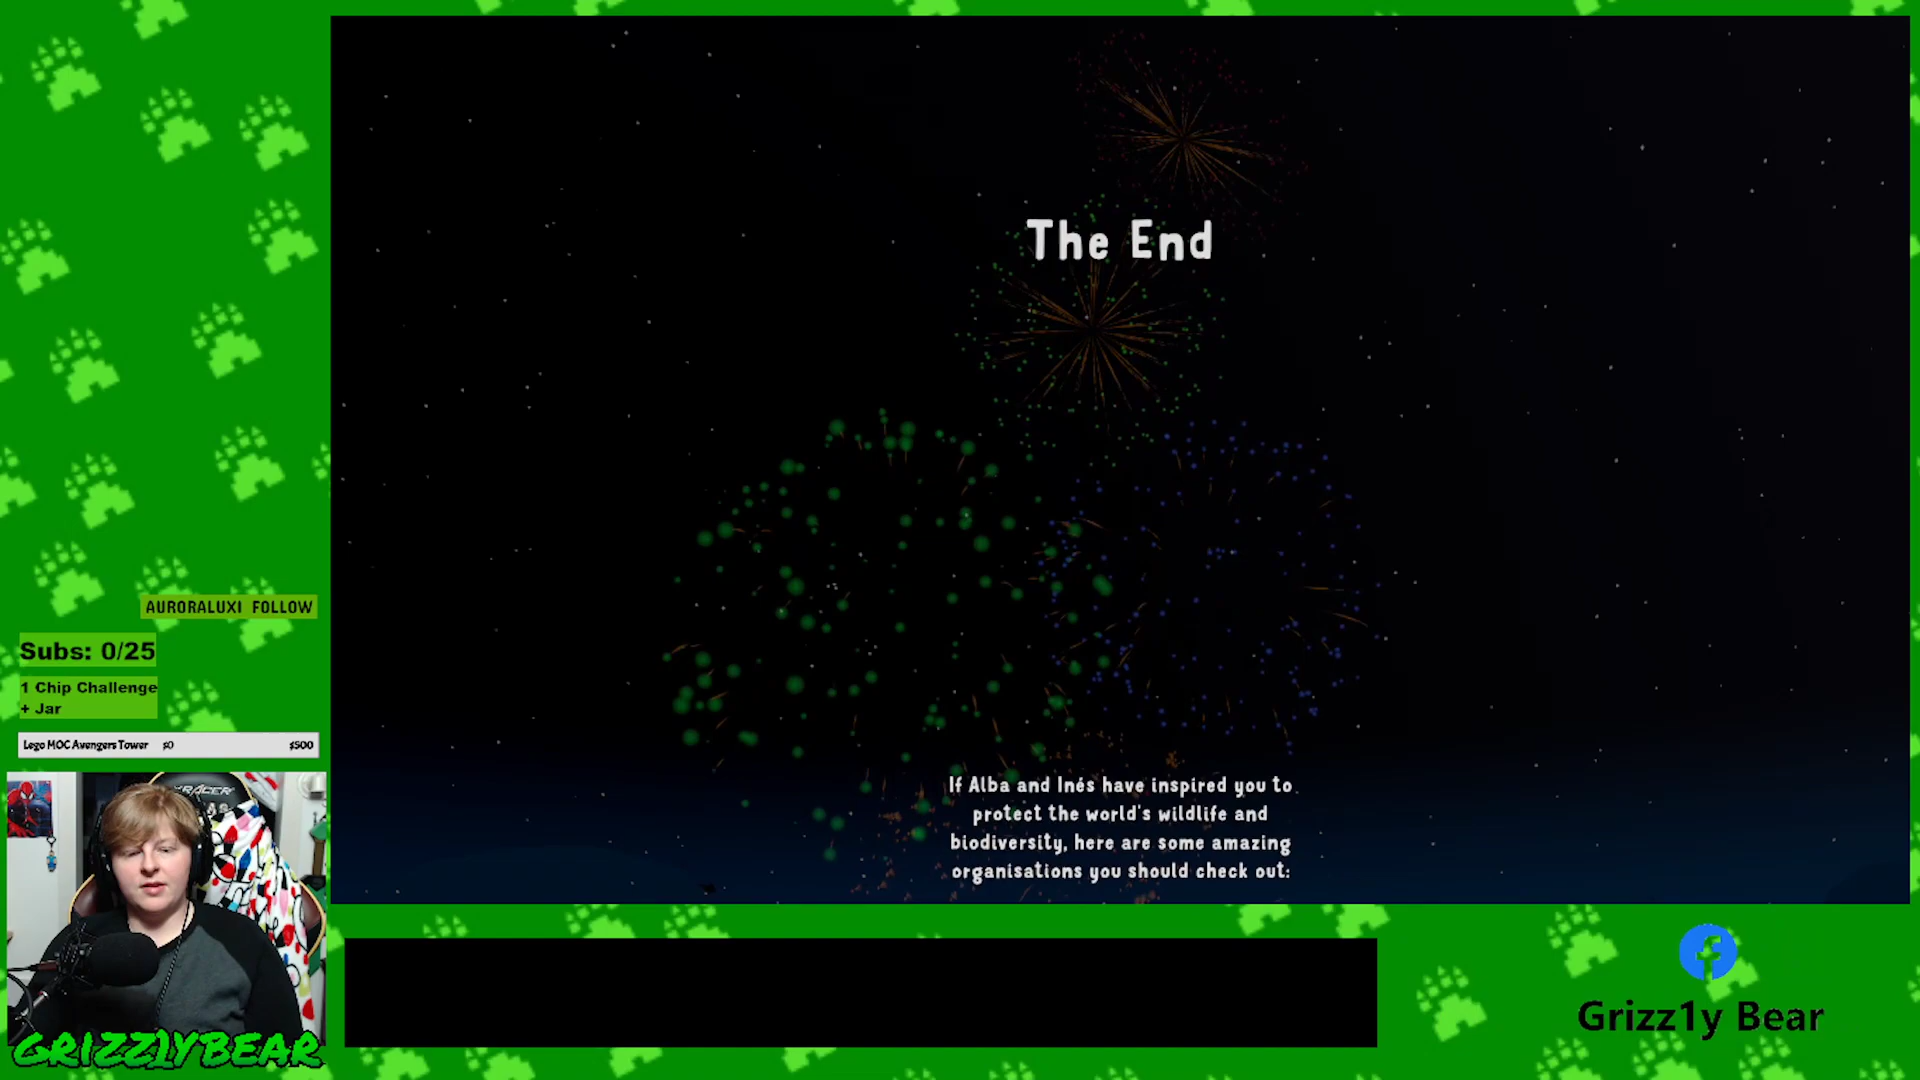 The End
If Alba and Inés have inspired you to
protect the world's wildlife and
biodiversity, here are some amazing
organisations you should check out:
AURORALUXI FOLLOW
Subs: 0/25
1 Chip Challenge
+ Jar
Lego MOC Avengers Tower $0 $500
GRIZZ1YBEAR
Grizz1y Bear